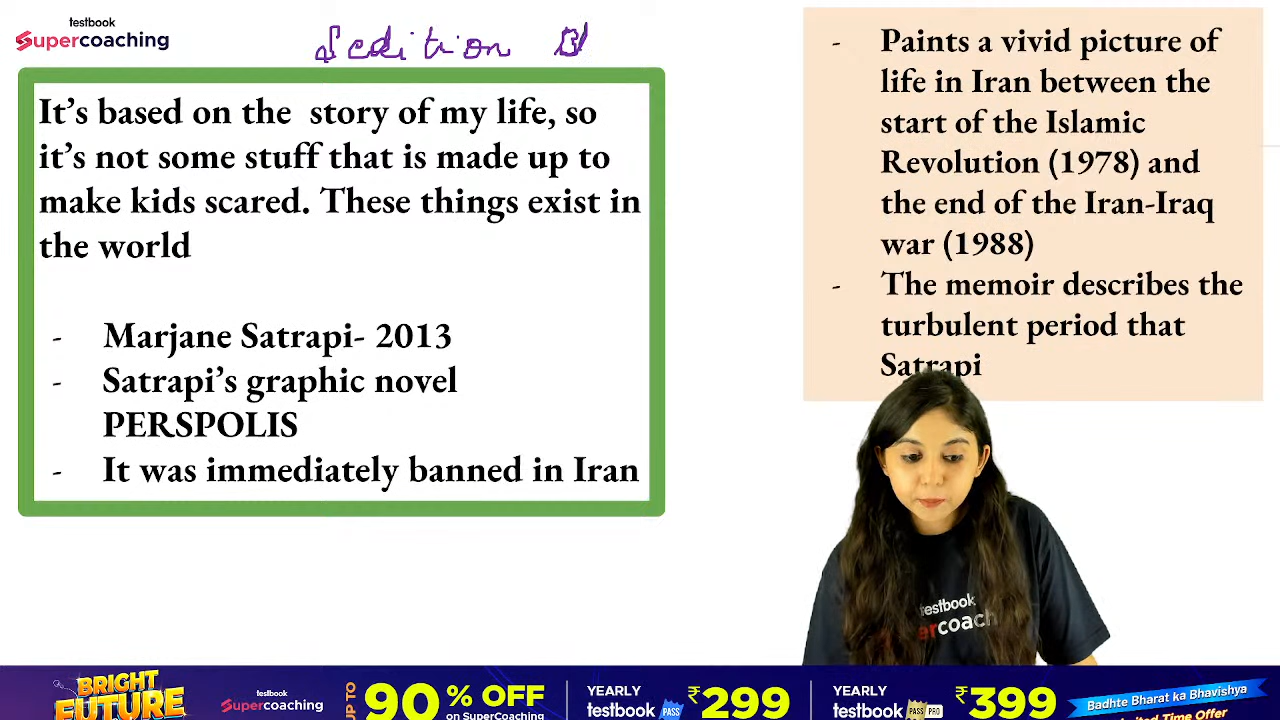 testbook
Supercoaching
Sedition
It’s based on the story of my life, so
it’s not some stuff that is made up to
make kids scared. These things exist in
the world
- Marjane Satrapi- 2013
- Satrapi’s graphic novel
PERSPOLIS
- It was immediately banned in Iran
- Paints a vivid picture of
life in Iran between the
start of the Islamic
Revolution (1978) and
the end of the Iran-Iraq
war (1988)
- The memoir describes the
turbulent period that
Satrapi
testbook
BRIGHT
FUTURE
testbook
Supercoaching
UPTO
90% OFF
on SuperCoaching
YEARLY
testbook PASS
₹299
YEARLY
testbook PASS PRO
₹399
Badhte Bharat ka Bhavishya
Time Offer